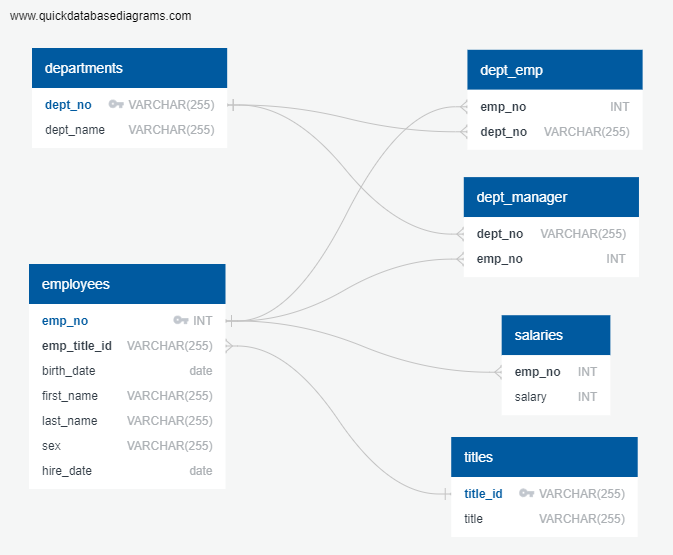 www.quickdatabasediagrams.com
departments
dept_no VARCHAR(255)
dept_name VARCHAR(255)
dept_emp
emp_no INT
dept_no VARCHAR(255)
dept_manager
dept_no VARCHAR(255)
emp_no INT
employees
emp_no INT
emp_title_id VARCHAR(255)
birth_date date
first_name VARCHAR(255)
last_name VARCHAR(255)
sex VARCHAR(255)
hire_date date
salaries
emp_no INT
salary INT
titles
title_id VARCHAR(255)
title VARCHAR(255)